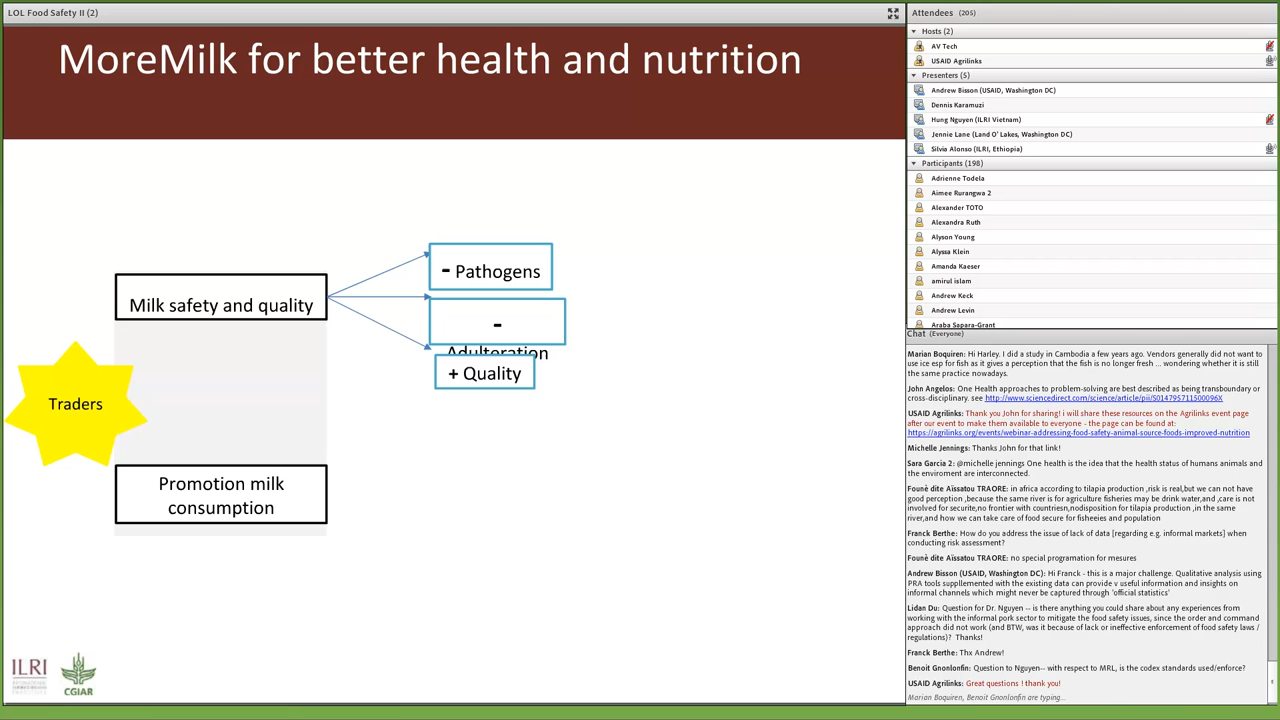 LOL Food Safety II (2)
MoreMilk for better health and nutrition
- Pathogens
Milk safety and quality
-
Adulteration
+ Quality
Traders
Promotion milk
consumption
ILRI
CGIAR
Attendees (205)
Hosts (2)
AV Tech
USAID Agrilinks
Presenters (5)
Andrew Bisson (USAID, Washington DC)
Dennis Karamuzi
Hung Nguyen (ILRI Vietnam)
Jennie Lane (Land O' Lakes, Washington DC)
Silvia Alonso (ILRI, Ethiopia)
Participants (198)
Adrienne Todela
Aimee Rurangwa 2
Alexander TOTO
Alexandra Ruth
Alyson Young
Alyssa Klein
Amanda Kaeser
amirul islam
Andrew Keck
Andrew Levin
Araba Sapara-Grant
Chat (Everyone)
Marian Boquiren: Hi Harley. I did a study in Cambodia a few years ago. Vendors generally did not want to
use ice esp for fish as it gives a perception that the fish is no longer fresh ... wondering whether it is still
the same practice nowadays.
John Angelos: One Health approaches to problem-solving are best described as being transboundary or
cross-disciplinary. see http://www.sciencedirect.com/science/article/pii/S014795711500096X
USAID Agrilinks: Thank you John for sharing! i will share these resources on the Agrilinks event page
after our event to make them available to everyone - the page can be found at:
https://agrilinks.org/events/webinar-addressing-food-safety-animal-source-foods-improved-nutrition
Michelle Jennings: Thanks John for that link!
Sara Garcia 2: @michelle jennings One health is the idea that the health status of humans animals and
the enviroment are interconnected.
Founè dite Aïssatou TRAORE: in africa according to tilapia production ,risk is real,but we can not have
good perception ,because the same river is for agriculture fisheries may be drink water,and ,care is not
involved for securite,no frontier with countriesn,nodisposition for tilapia production ,in the same
river,and how we can take care of food secure for fisheeies and population
Franck Berthe: How do you address the issue of lack of data [regarding e.g. informal markets] when
conducting risk assessment?
Founè dite Aïssatou TRAORE: no special programation for mesures
Andrew Bisson (USAID, Washington DC): Hi Franck - this is a major challenge. Qualitative analysis using
PRA tools suppllemented with the existing data can provide v useful information and insights on
informal channels which might never be captured through 'official statistics'
Lidan Du: Question for Dr. Nguyen -- is there anything you could share about any experiences from
working with the informal pork sector to mitigate the food safety issues, since the order and command
approach did not work (and BTW, was it because of lack or ineffective enforcement of food safety laws /
regulations)? Thanks!
Franck Berthe: Thx Andrew!
Benoit Gnonlonfin: Question to Nguyen-- with respect to MRL, is the codex standards used/enforce?
USAID Agrilinks: Great questions ! thank you!
Marian Boquiren, Benoit Gnonlonfin are typing...